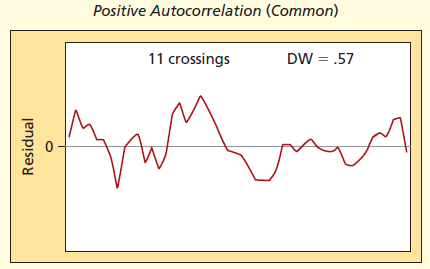 Positive Autocorrelation (Common)
11 crossings DW = .57
Residual
0